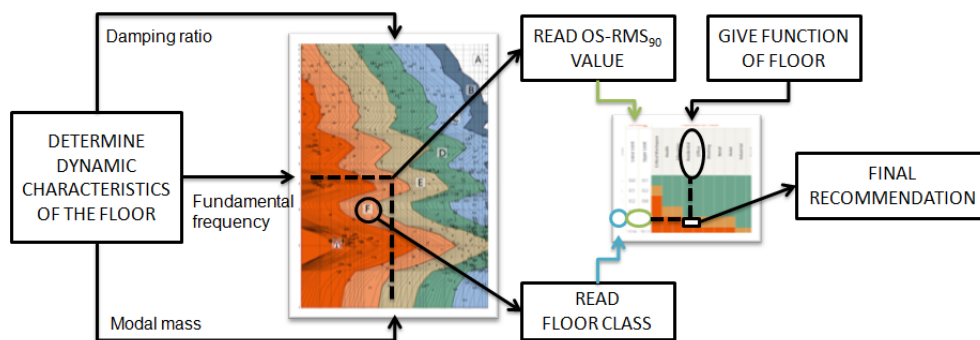 Damping ratio
DETERMINE
DYNAMIC
CHARACTERISTICS
OF THE FLOOR
Fundamental
frequency
Modal mass
A
B
D
E
F
READ OS-RMS90
VALUE
GIVE FUNCTION
OF FLOOR
Residential
FINAL
RECOMMENDATION
READ
FLOOR CLASS